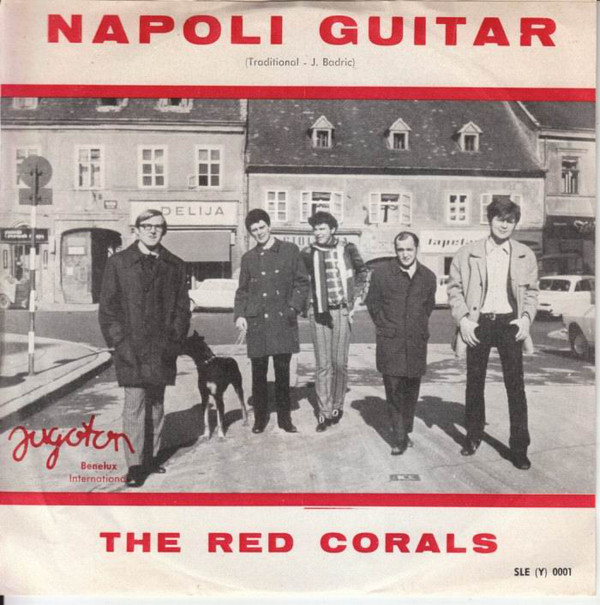 NAPOLI GUITAR
(Traditional - J. Badric)
DELIJA
Jugoton
Benelux
International
THE RED CORALS
SLE (Y) 0001